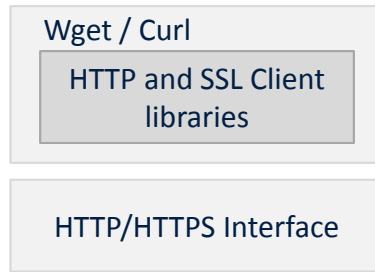 Wget / Curl
HTTP and SSL Client
libraries
HTTP/HTTPS Interface